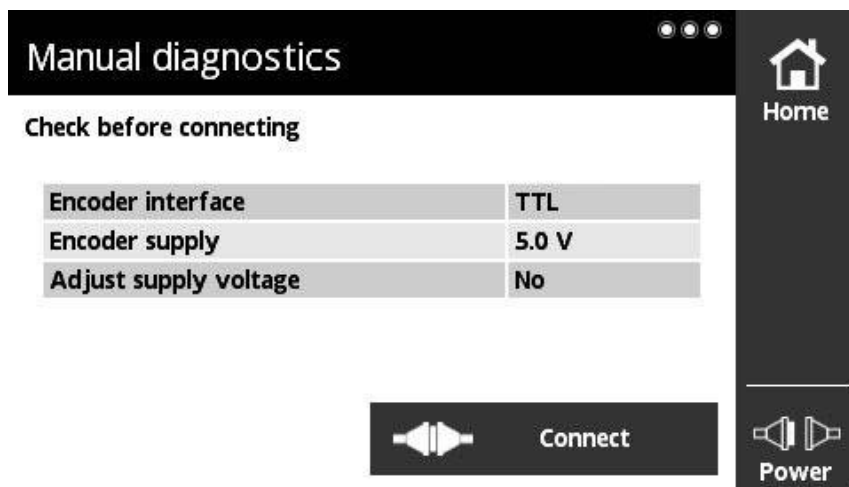 Manual diagnostics
Home
Check before connecting
Encoder interface TTL
Encoder supply 5.0 V
Adjust supply voltage No
Connect
Power